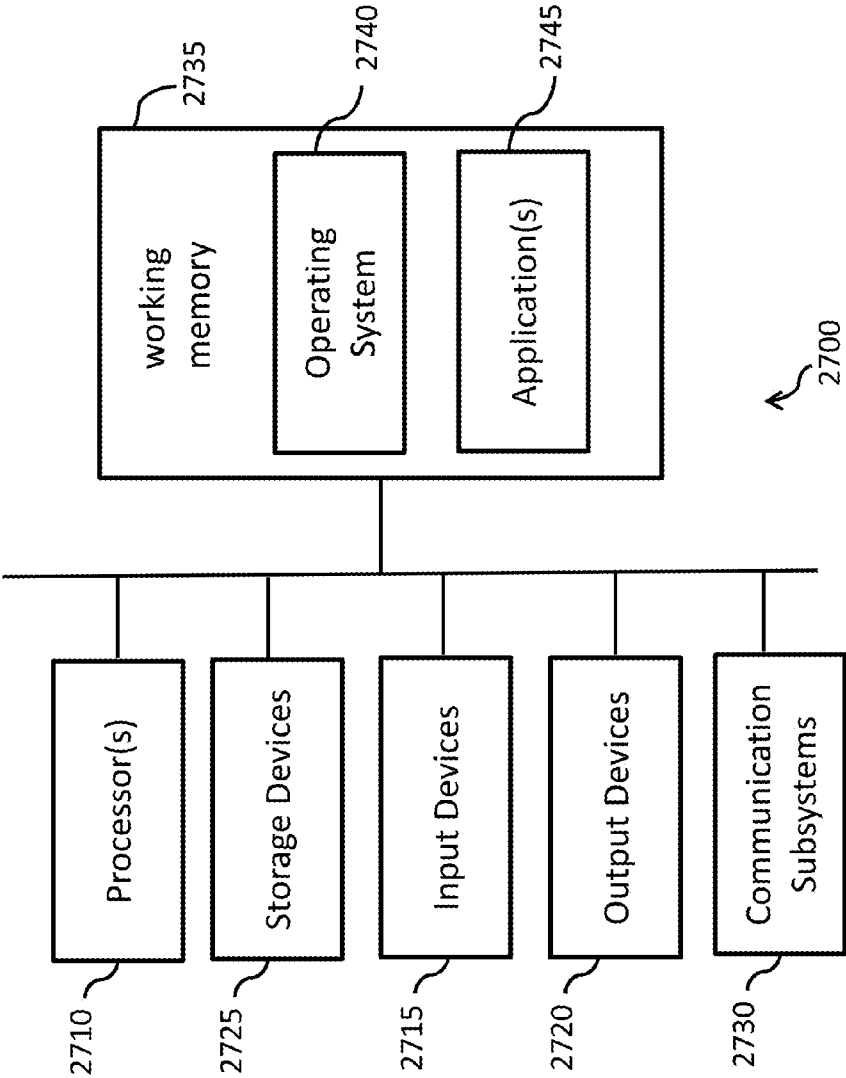 2710
Processor(s)
2725
Storage Devices
2715
Input Devices
2720
Output Devices
2730
Communication
Subsystems
2735
working
memory
2740
Operating
System
2745
Application(s)
2700